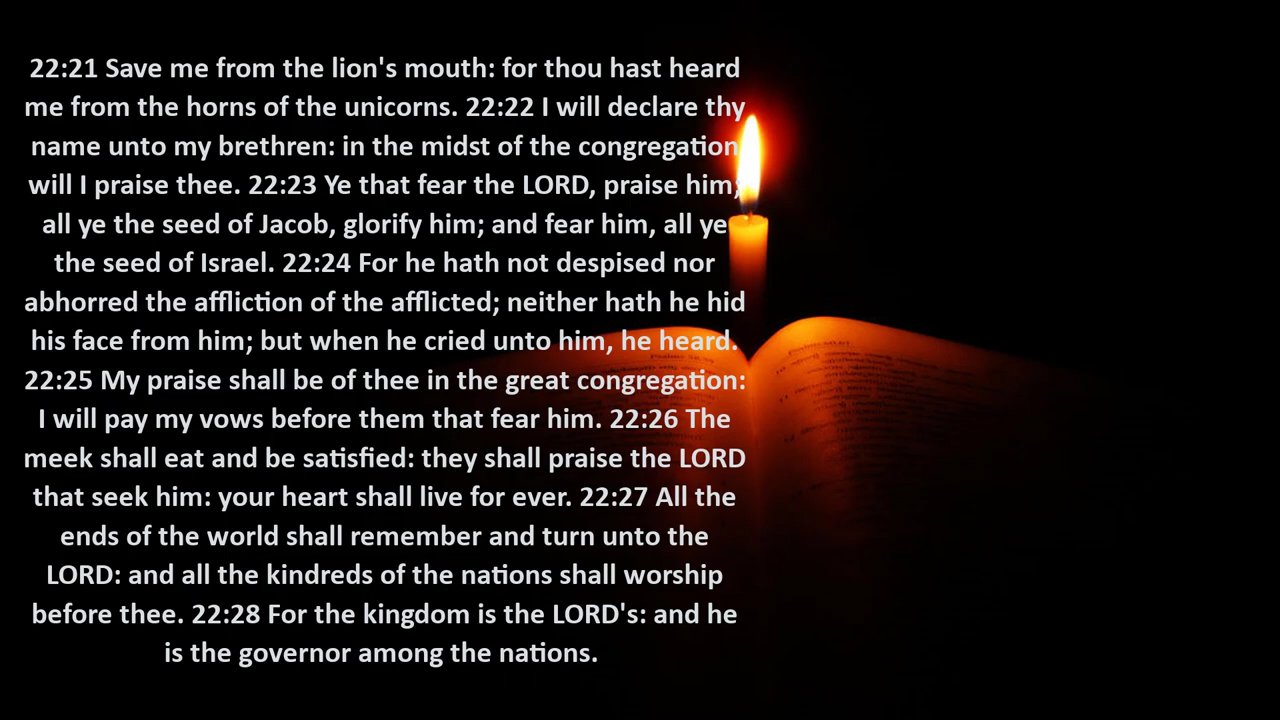 22:21 Save me from the lion's mouth: for thou hast heard
me from the horns of the unicorns. 22:22 I will declare thy
name unto my brethren: in the midst of the congregation
will I praise thee. 22:23 Ye that fear the LORD, praise him;
all ye the seed of Jacob, glorify him; and fear him, all ye
the seed of Israel. 22:24 For he hath not despised nor
abhorred the affliction of the afflicted; neither hath he hid
his face from him; but when he cried unto him, he heard.
22:25 My praise shall be of thee in the great congregation:
I will pay my vows before them that fear him. 22:26 The
meek shall eat and be satisfied: they shall praise the LORD
that seek him: your heart shall live for ever. 22:27 All the
ends of the world shall remember and turn unto the
LORD: and all the kindreds of the nations shall worship
before thee. 22:28 For the kingdom is the LORD's: and he
is the governor among the nations.